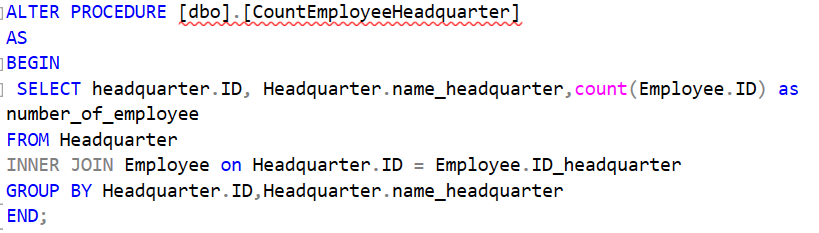 ALTER PROCEDURE [dbo].[CountEmployeeHeadquarter]
AS
BEGIN
SELECT headquarter.ID, Headquarter.name_headquarter,count(Employee.ID) as
number_of_employee
FROM Headquarter
INNER JOIN Employee on Headquarter.ID = Employee.ID_headquarter
GROUP BY Headquarter.ID,Headquarter.name_headquarter
END;